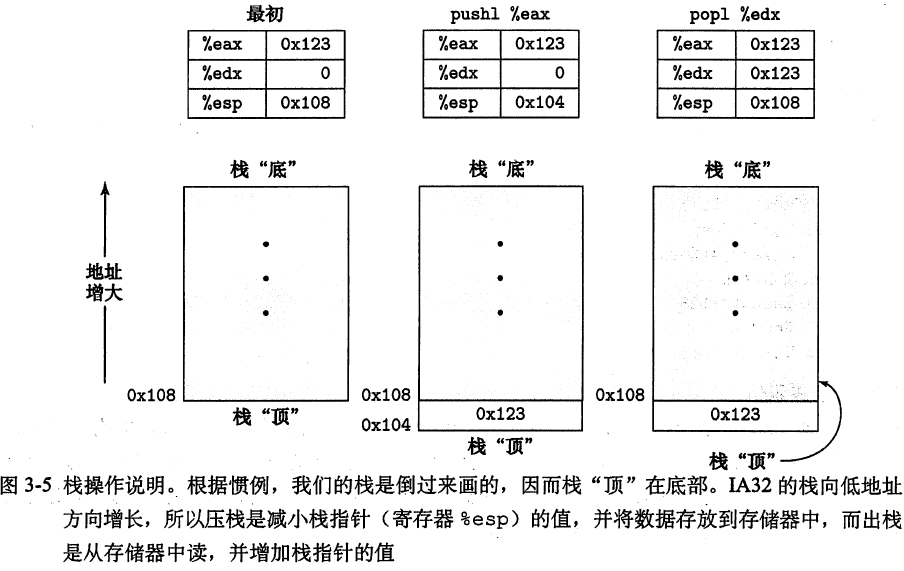 最初
pushl %eax
popl %edx
%eax 0x123
%edx 0
%esp 0x108
%eax 0x123
%edx 0
%esp 0x104
%eax 0x123
%edx 0x123
%esp 0x108
栈“底”
栈“底”
栈“底”
地址
增大
0x108
栈“顶”
0x108
0x104
0x123
栈“顶”
0x108
0x123
栈“顶”
图 3-5 栈操作说明。根据惯例，我们的栈是倒过来画的，因而栈“顶”在底部。IA32 的栈向低地址
方向增长，所以压栈是减小栈指针（寄存器 %esp）的值，并将数据存放到存储器中，而出栈
是从存储器中读，并增加栈指针的值